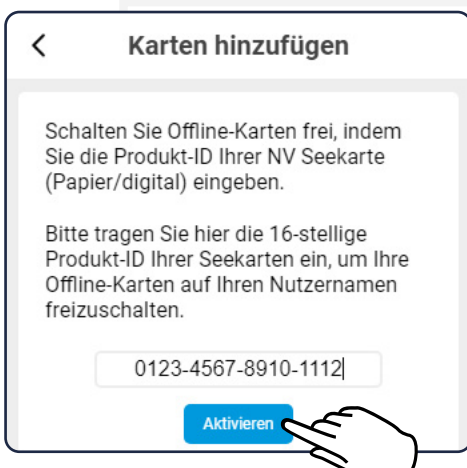 Karten hinzufügen
Schalten Sie Offline-Karten frei, indem
Sie die Produkt-ID Ihrer NV Seekarte
(Papier/digital) eingeben.
Bitte tragen Sie hier die 16-stellige
Produkt-ID Ihrer Seekarten ein, um Ihre
Offline-Karten auf Ihren Nutzernamen
freizuschalten.
0123-4567-8910-1112
Aktivieren